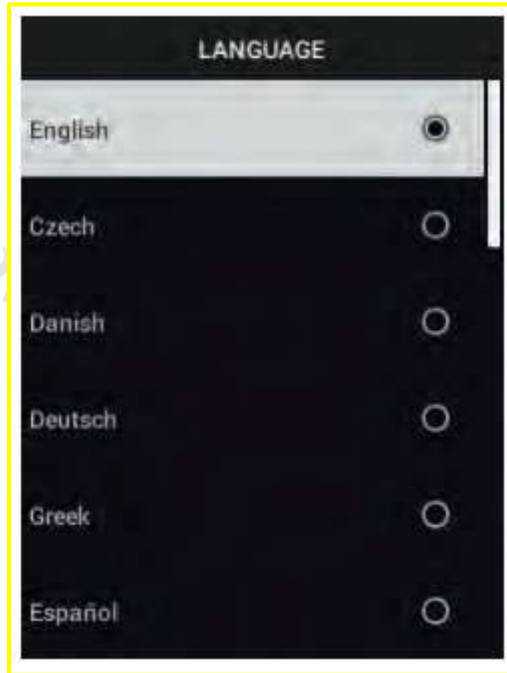 LANGUAGE
English
Czech
Danish
Deutsch
Greek
Español